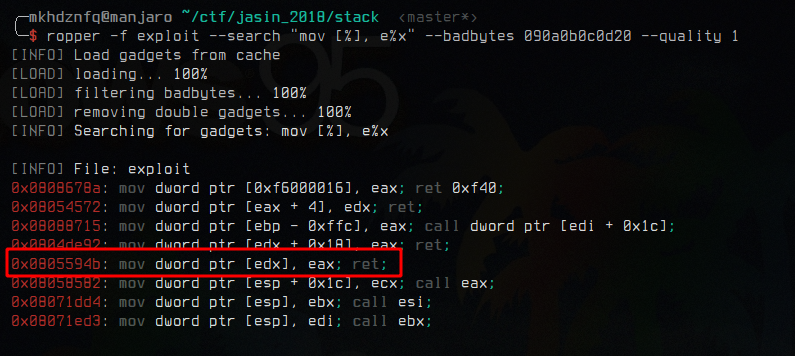 mkhdznfq@manjaro ~/ctf/jasin_2018/stack ‹master*›
$ ropper -f exploit --search "mov [%], e%x" --badbytes 090a0b0c0d20 --quality 1
[INFO] Load gadgets from cache
[LOAD] loading... 100%
[LOAD] filtering badbytes... 100%
[LOAD] removing double gadgets... 100%
[INFO] Searching for gadgets: mov [%], e%x
[INFO] File: exploit
0x0808678a: mov dword ptr [0xf6000016], eax; ret 0xf40;
0x08054572: mov dword ptr [eax + 4], edx; ret;
0x08088715: mov dword ptr [ebp - 0xffc], eax; call dword ptr [edi + 0x1c];
0x0804de92: mov dword ptr [edx + 0x18], eax; ret;
0x0805594b: mov dword ptr [edx], eax; ret;
0x08058582: mov dword ptr [esp + 0x1c], ecx; call eax;
0x08071dd4: mov dword ptr [esp], ebx; call esi;
0x08071ed3: mov dword ptr [esp], edi; call ebx;